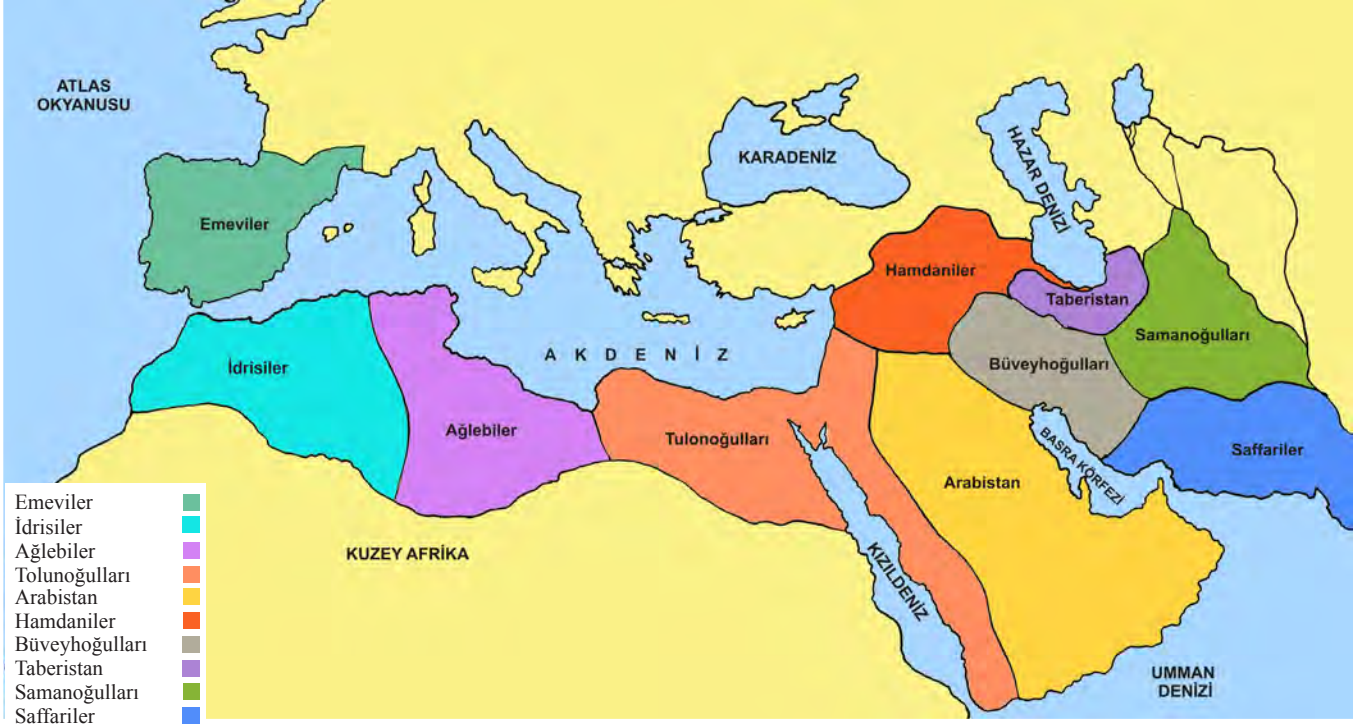 ATLAS
OKYANUSU
KARADENİZ
HAZAR DENİZİ
Emeviler
Hamdaniler
Taberistan
Samanoğulları
AKDENİZ
Büveyhoğulları
İdrisiler
Ağlebiler
Tulonoğulları
BASRA KÖRFEZİ
Saffariler
Arabistan
KUZEY AFRİKA
KIZILDENİZ
UMMAN
DENİZİ
Emeviler
İdrisiler
Ağlebiler
Tolunoğulları
Arabistan
Hamdaniler
Büveyhoğulları
Taberistan
Samanoğulları
Saffariler